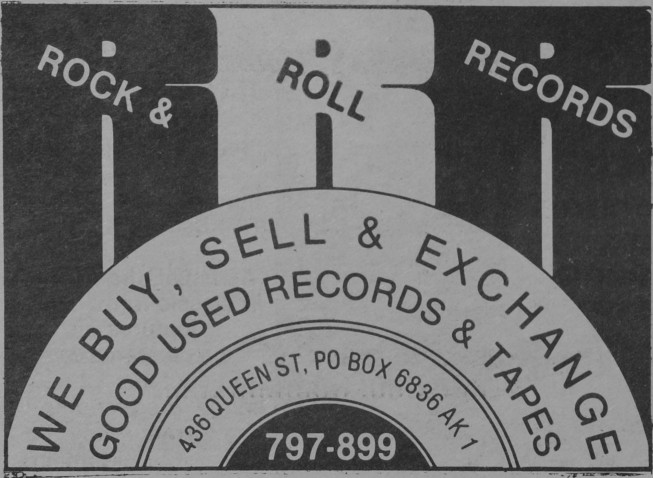 ROCK &
ROLL
RECORDS
WE BUY, SELL & EXCHANGE
GOOD USED RECORDS & TAPES
436 QUEEN ST, PO BOX 6836 AK 1
797-899